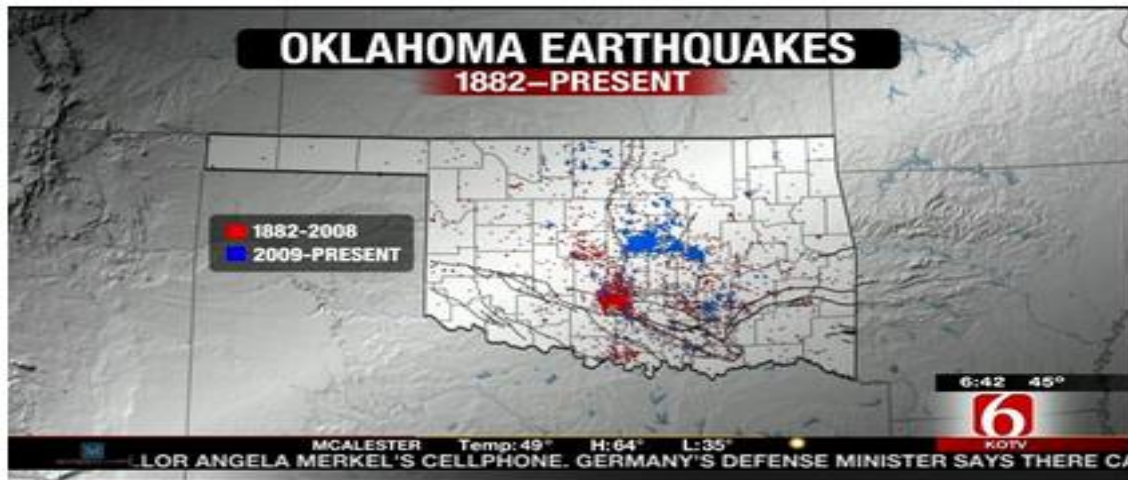 OKLAHOMA EARTHQUAKES
1882–PRESENT
1882-2008
2009-PRESENT
6:42 45°
6
KOTV
MCALESTER Temp:49° H:64° L:35°
LOR ANGELA MERKEL'S CELLPHONE. GERMANY'S DEFENSE MINISTER SAYS THERE CA